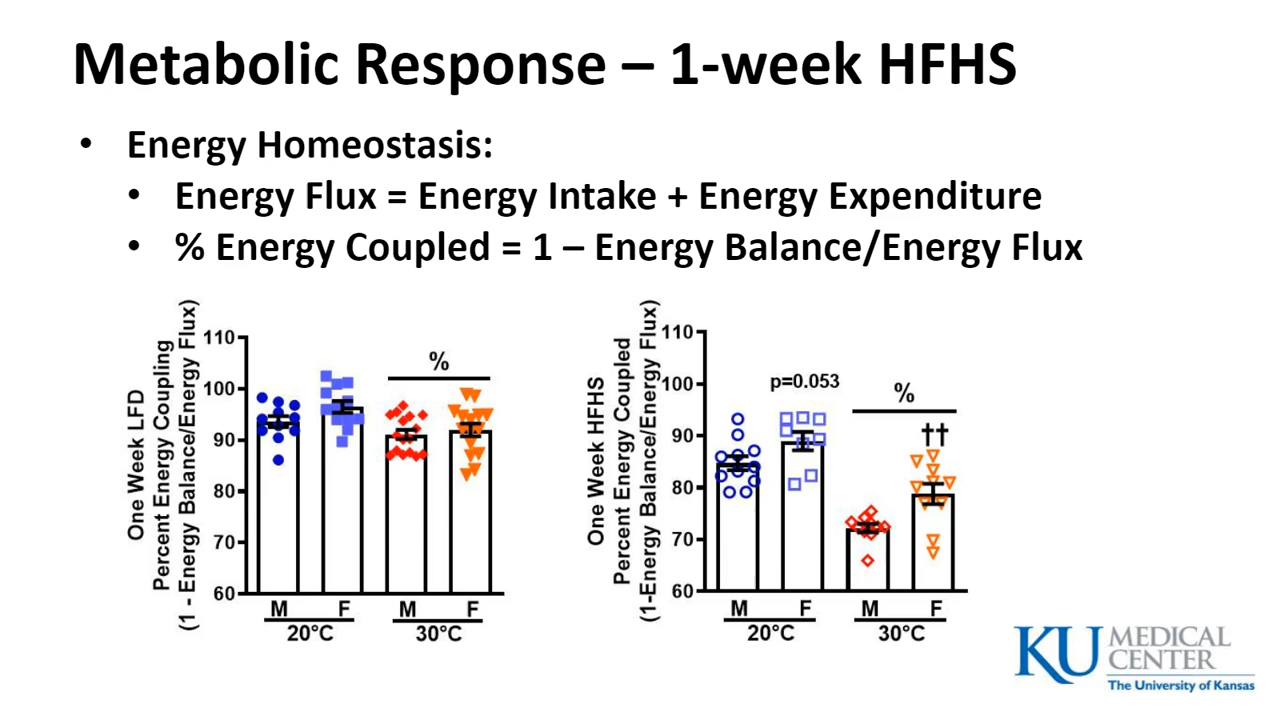 Metabolic Response – 1-week HFHS
• Energy Homeostasis:
• Energy Flux = Energy Intake + Energy Expenditure
• % Energy Coupled = 1 – Energy Balance/Energy Flux
One Week LFD
Percent Energy Coupling
(1 - Energy Balance/Energy Flux)
110
100
90
80
70
60
%
M F M F
20°C 30°C
One Week HFHS
Percent Energy Coupled
(1-Energy Balance/Energy Flux)
110
100
90
80
70
60
p=0.053
%
††
M F M F
20°C 30°C
KU MEDICAL
CENTER
The University of Kansas